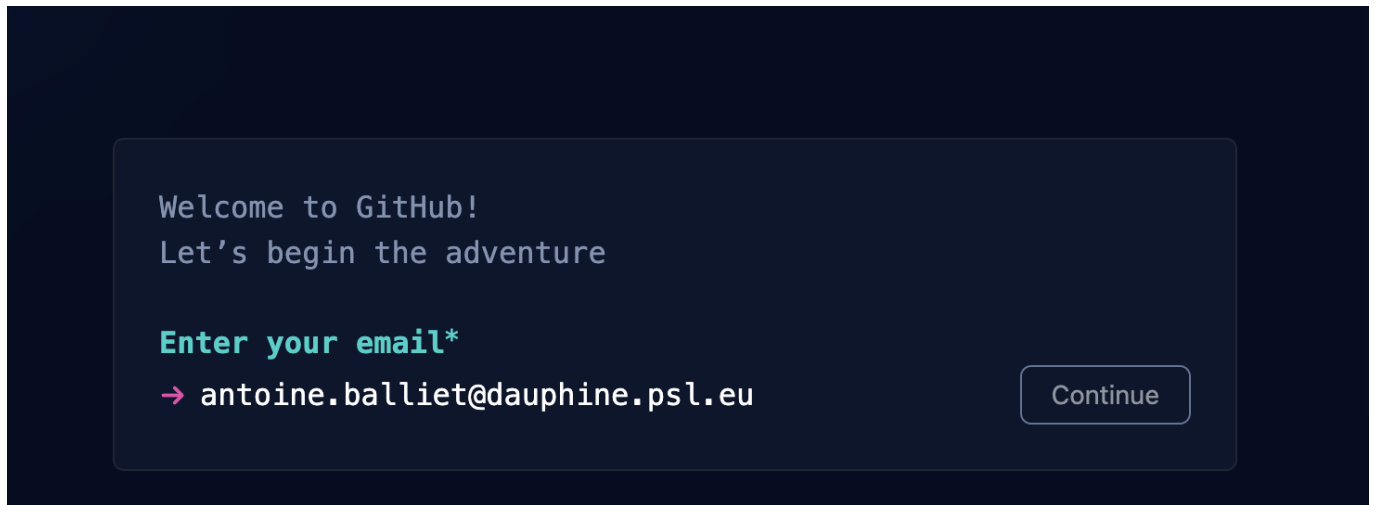 Welcome to GitHub!
Let’s begin the adventure
Enter your email*
→ antoine.balliet@dauphine.psl.eu
Continue